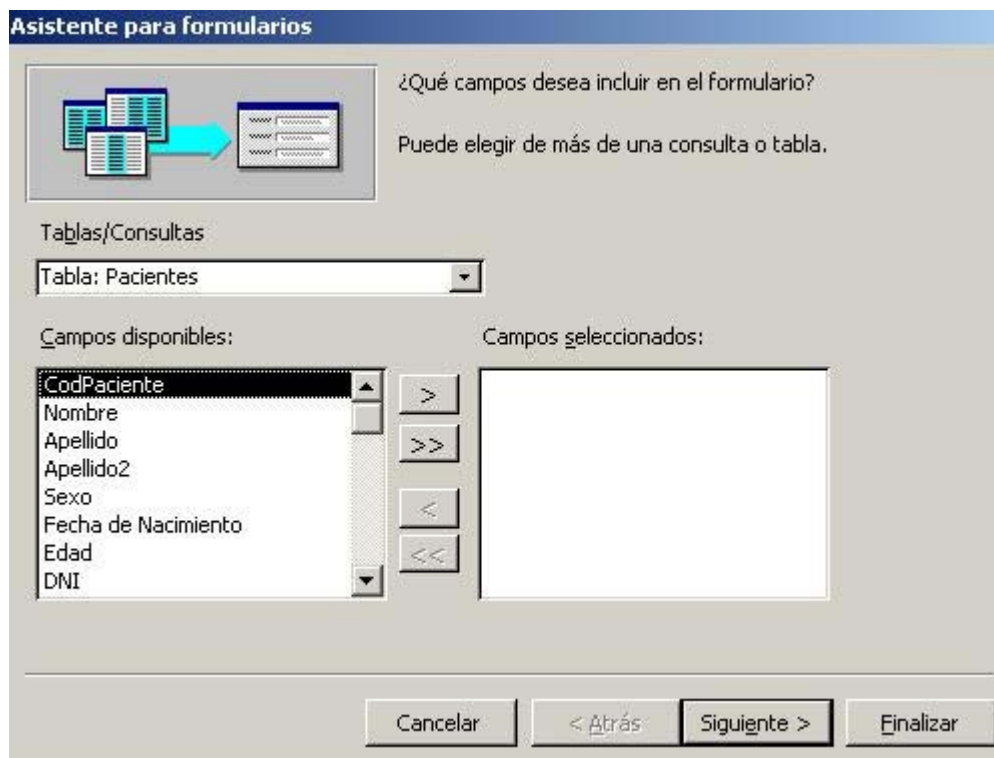 Asistente para formularios
¿Qué campos desea incluir en el formulario?
Puede elegir de más de una consulta o tabla.
Tablas/Consultas
Tabla: Pacientes
Campos disponibles:
Campos seleccionados:
CodPaciente
Nombre
Apellido
Apellido2
Sexo
Fecha de Nacimiento
Edad
DNI
>
>>
<
<<
Cancelar
< Atrás
Siguiente >
Finalizar